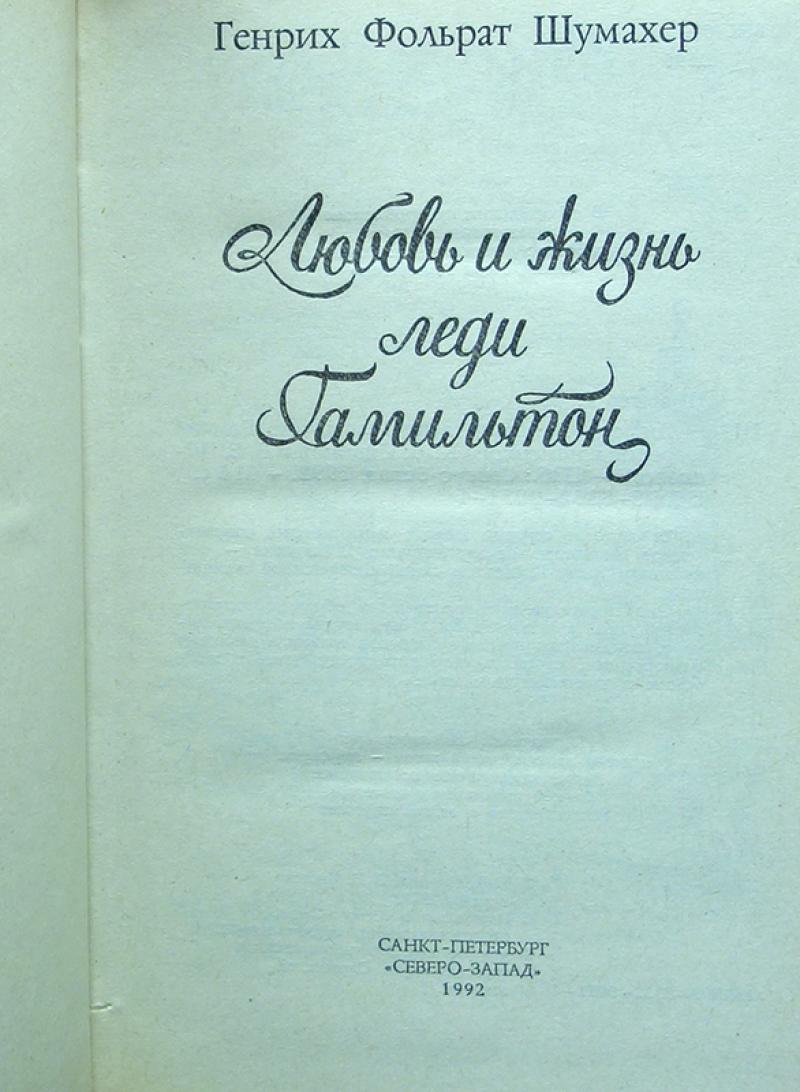 Генрих Фольрат Шумахер
Любовь и жизнь
леди
Гамильтон
САНКТ-ПЕТЕРБУРГ
«СЕВЕРО-ЗАПАД»
1992